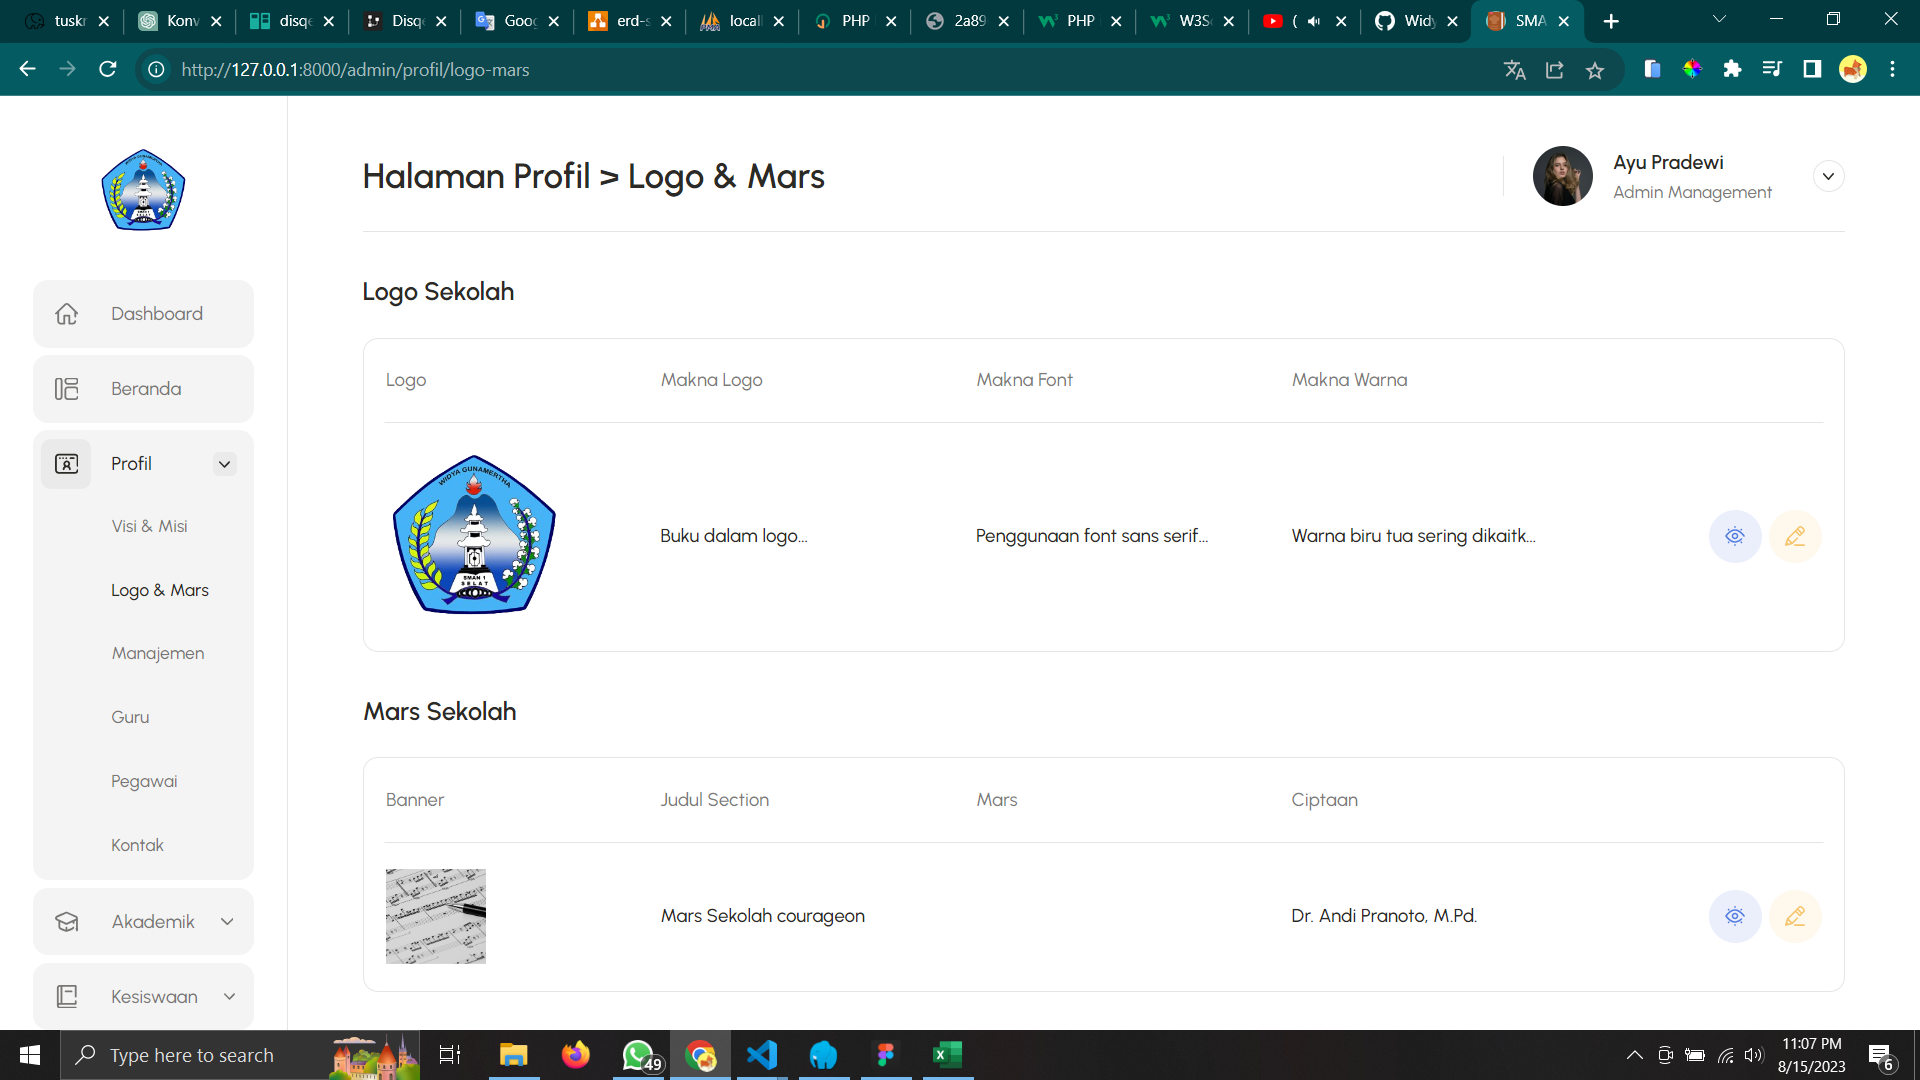 tuskr
Konv
disqe
Disqe
Goog
erd-s
locall
PHP
2a89
PHP
W3S
(
Widy
SMA
http://127.0.0.1:8000/admin/profil/logo-mars
Halaman Profil > Logo & Mars
Ayu Pradewi
Admin Management
Dashboard
Beranda
Profil
Visi & Misi
Logo & Mars
Manajemen
Guru
Pegawai
Kontak
Akademik
Kesiswaan
Logo Sekolah
Logo Makna Logo Makna Font Makna Warna
WIDYA GUNAMERTHA
SMAN 1
SELAT
Buku dalam logo... Penggunaan font sans serif... Warna biru tua sering dikaitk...
Mars Sekolah
Banner Judul Section Mars Ciptaan
Mars Sekolah courageon Dr. Andi Pranoto, M.Pd.
Type here to search
49
11:07 PM
8/15/2023
6